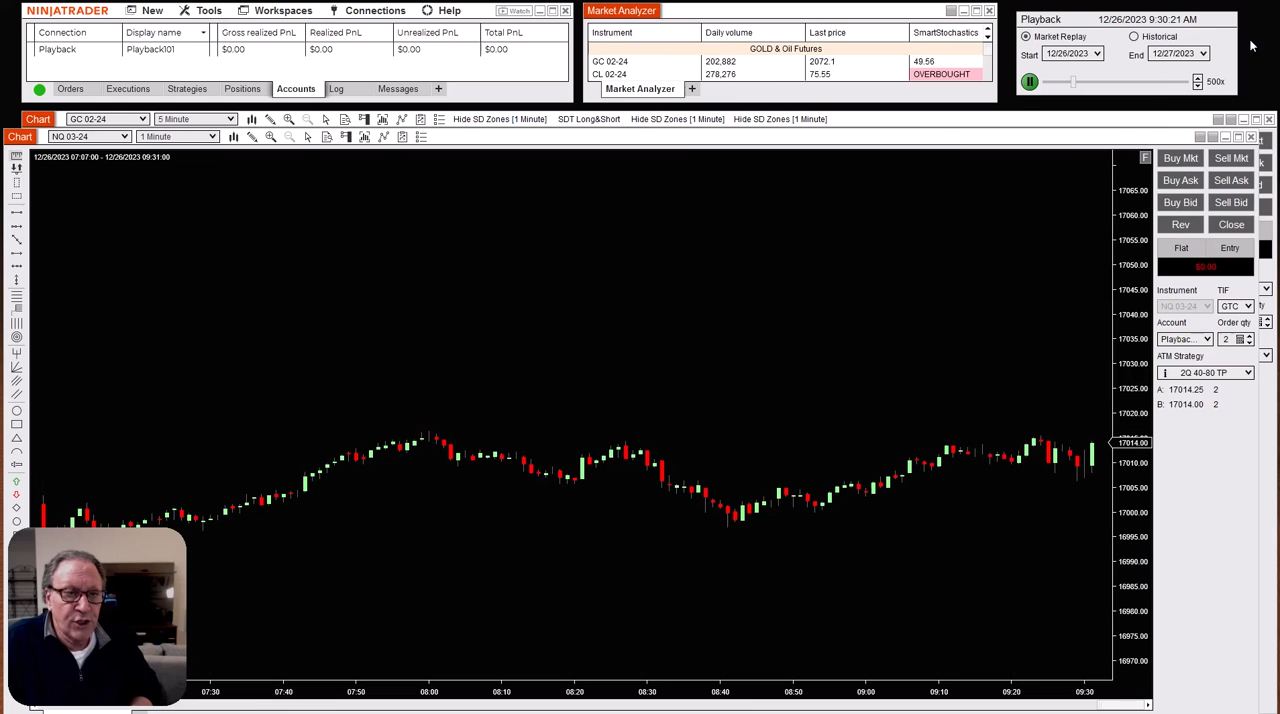 NINJATRADER New Tools Workspaces Connections Help Watch
Connection Display name Gross realized PnL Realized PnL Unrealized PnL Total PnL
Playback Playback101 $0.00 $0.00 $0.00 $0.00
Orders Executions Strategies Positions Accounts Log Messages +
Market Analyzer
Instrument Daily volume Last price SmartStochastics
GOLD & Oil Futures
GC 02-24 202,882 2072.1 49.56
CL 02-24 278,276 75.55 OVERBOUGHT
Market Analyzer +
Playback 12/26/2023 9:30:21 AM
Market Replay Historical
Start 12/26/2023 End 12/27/2023
500x
Chart GC 02-24 5 Minute Hide SD Zones [1 Minute] SDT Long&Short Hide SD Zones [1 Minute] Hide SD Zones [1 Minute]
Chart NQ 03-24 1 Minute
12/26/2023 07:07:00 - 12/26/2023 09:31:00
F
17065.00
17060.00
17055.00
17050.00
17045.00
17040.00
17035.00
17030.00
17025.00
17020.00
17014.00
17010.00
17005.00
17000.00
16995.00
16990.00
16985.00
16980.00
16975.00
16970.00
07:30 07:40 07:50 08:00 08:10 08:20 08:30 08:40 08:50 09:00 09:10 09:20 09:30
Buy Mkt Sell Mkt
Buy Ask Sell Ask
Buy Bid Sell Bid
Rev Close
Flat Entry
$0.00
Instrument TIF
NQ 03-24 GTC
Account Order qty
Playbac... 2
ATM Strategy
2Q 40-80 TP
A: 17014.25 2
B: 17014.00 2